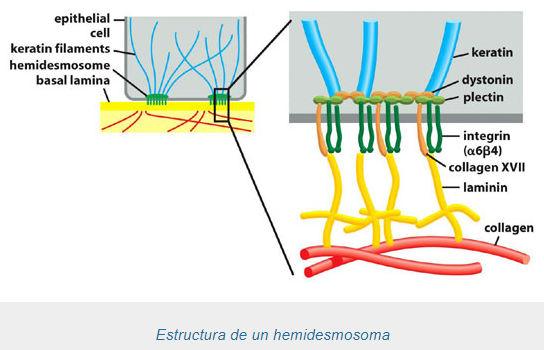 epithelial
cell
keratin filaments
hemidesmosome
basal lamina
keratin
dystonin
plectin
integrin
(α6β4)
collagen XVII
laminin
collagen
Estructura de un hemidesmosoma